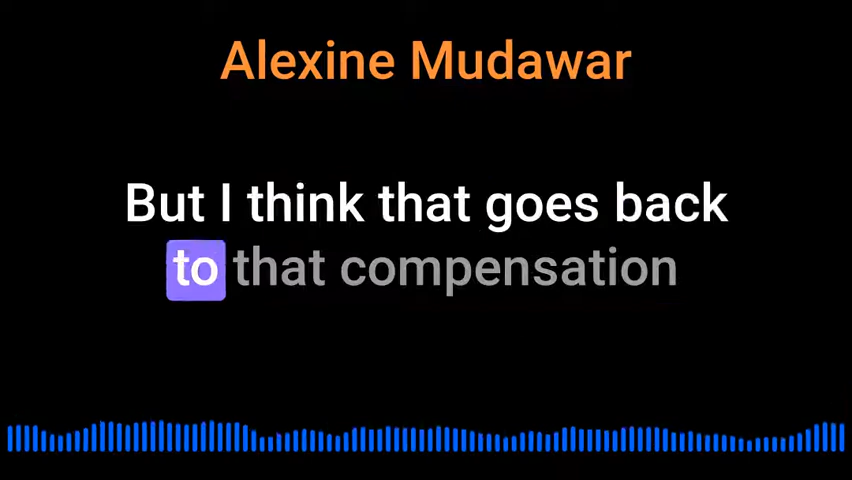 Alexine Mudawar
But I think that goes back
to that compensation